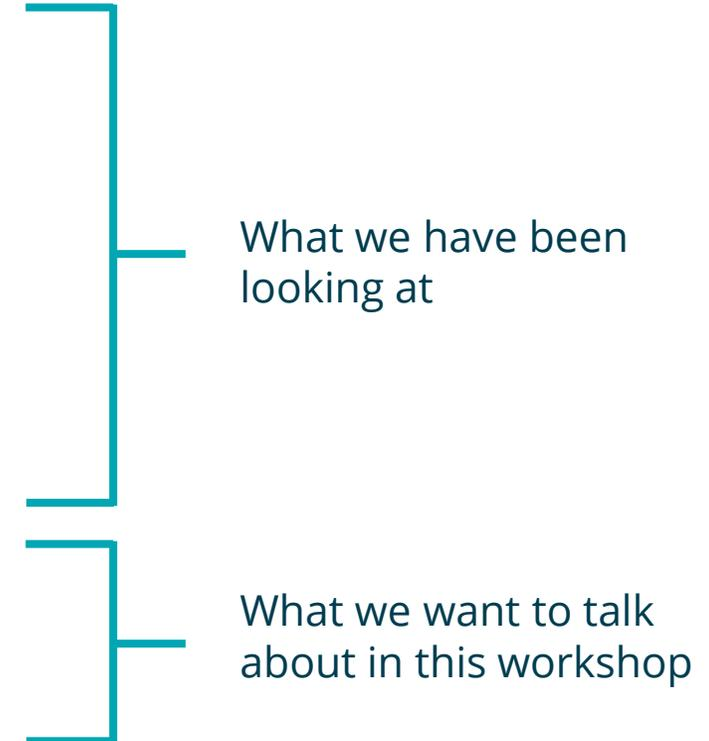 What we have been
looking at
What we want to talk
about in this workshop